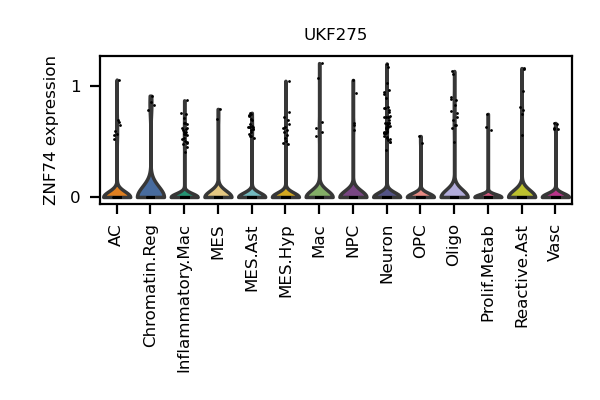 UKF275
ZNF74 expression
1
0
AC
Chromatin.Reg
Inflammatory.Mac
MES
MES.Ast
MES.Hyp
Mac
NPC
Neuron
OPC
Oligo
Prolif.Metab
Reactive.Ast
Vasc